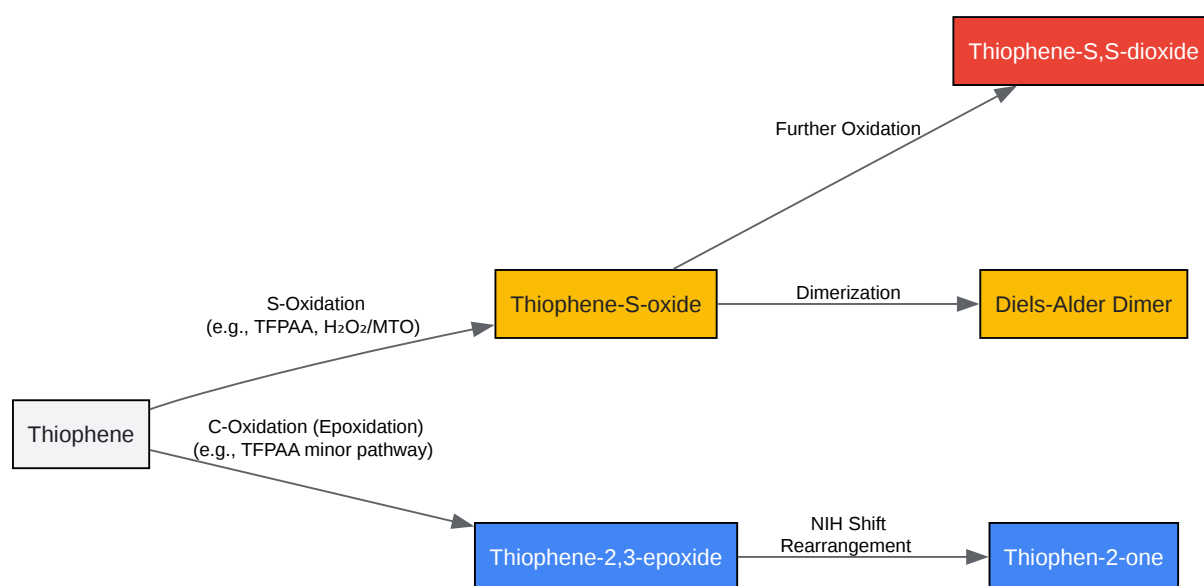 Thiophene-S,S-dioxide
Further Oxidation
S-Oxidation
(e.g., TFPAA, H₂O₂/MTO)
Thiophene-S-oxide
Dimerization
Diels-Alder Dimer
Thiophene
C-Oxidation (Epoxidation)
(e.g., TFPAA minor pathway)
Thiophene-2,3-epoxide
NIH Shift
Rearrangement
Thiophen-2-one